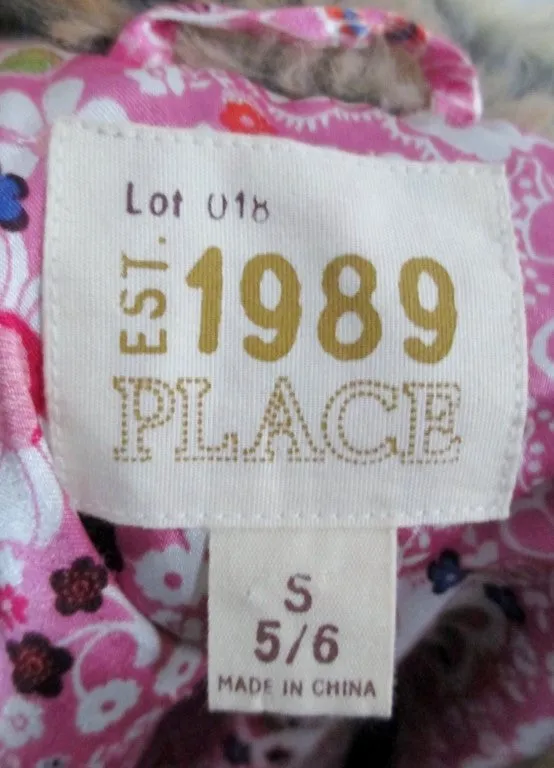 Lot 018
EST. 1989
PLACE
S
5/6
MADE IN CHINA